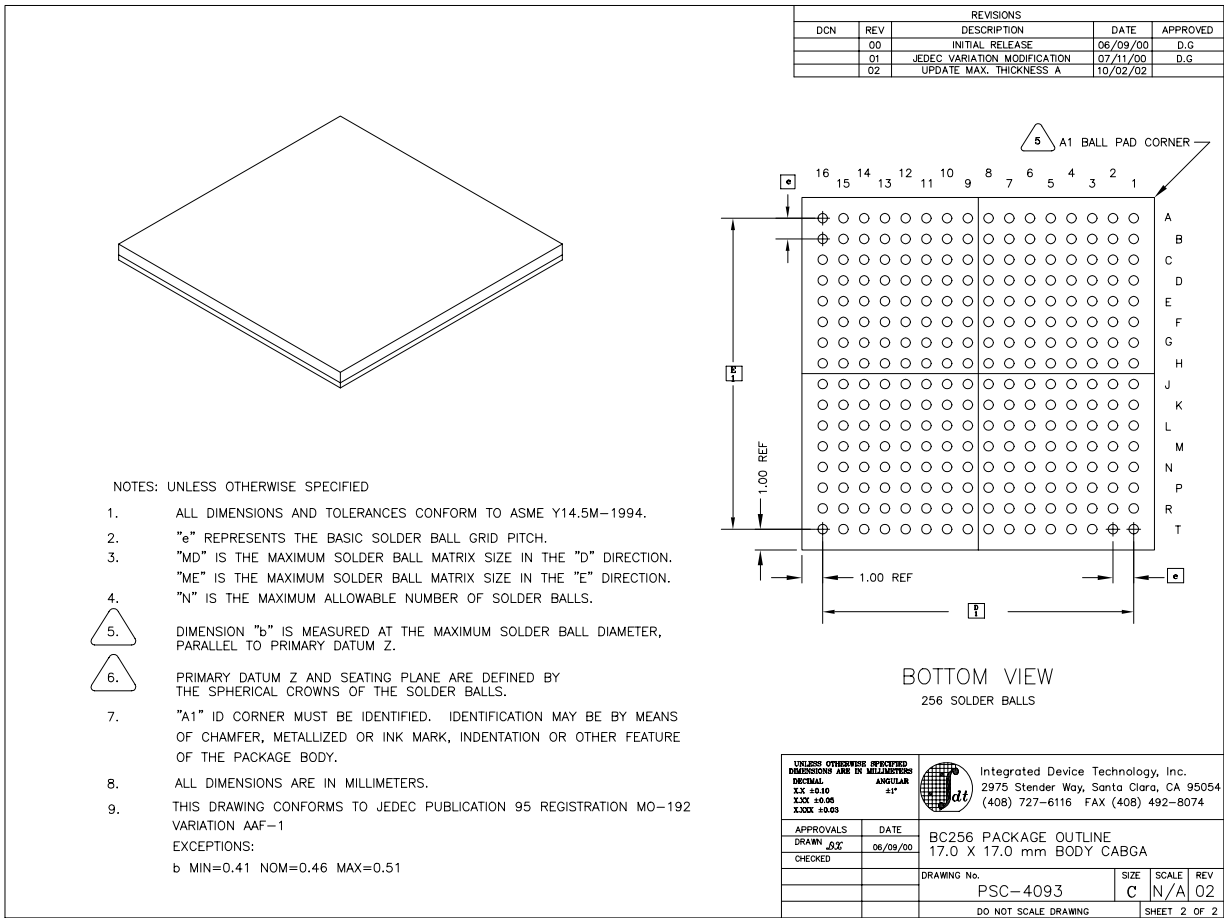 REVISIONS
DCN REV DESCRIPTION DATE APPROVED
00 INITIAL RELEASE 06/09/00 D.G
01 JEDEC VARIATION MODIFICATION 07/11/00 D.G
02 UPDATE MAX. THICKNESS A 10/02/02
5 A1 BALL PAD CORNER
16 14 12 10 8 6 4 2
15 13 11 9 7 5 3 1
e
A
B
C
D
E
F
G
H
E1
J
K
L
M
N
P
R
T
1.00 REF
1.00 REF
e
D1
BOTTOM VIEW
256 SOLDER BALLS
NOTES: UNLESS OTHERWISE SPECIFIED
1. ALL DIMENSIONS AND TOLERANCES CONFORM TO ASME Y14.5M-1994.
2. "e" REPRESENTS THE BASIC SOLDER BALL GRID PITCH.
3. "MD" IS THE MAXIMUM SOLDER BALL MATRIX SIZE IN THE "D" DIRECTION.
"ME" IS THE MAXIMUM SOLDER BALL MATRIX SIZE IN THE "E" DIRECTION.
4. "N" IS THE MAXIMUM ALLOWABLE NUMBER OF SOLDER BALLS.
5. DIMENSION "b" IS MEASURED AT THE MAXIMUM SOLDER BALL DIAMETER,
PARALLEL TO PRIMARY DATUM Z.
6. PRIMARY DATUM Z AND SEATING PLANE ARE DEFINED BY
THE SPHERICAL CROWNS OF THE SOLDER BALLS.
7. "A1" ID CORNER MUST BE IDENTIFIED. IDENTIFICATION MAY BE BY MEANS
OF CHAMFER, METALLIZED OR INK MARK, INDENTATION OR OTHER FEATURE
OF THE PACKAGE BODY.
8. ALL DIMENSIONS ARE IN MILLIMETERS.
9. THIS DRAWING CONFORMS TO JEDEC PUBLICATION 95 REGISTRATION MO-192
VARIATION AAF-1
EXCEPTIONS:
b MIN=0.41 NOM=0.46 MAX=0.51
UNLESS OTHERWISE SPECIFIED
DIMENSIONS ARE IN MILLIMETERS
DECIMAL ANGULAR
X.X ±0.10 ±1°
X.XX ±0.05
X.XXX ±0.03
idt
Integrated Device Technology, Inc.
2975 Stender Way, Santa Clara, CA 95054
(408) 727-6116 FAX (408) 492-8074
APPROVALS DATE
DRAWN 06/09/00
CHECKED
BC256 PACKAGE OUTLINE
17.0 X 17.0 mm BODY CABGA
DRAWING No. SIZE SCALE REV
PSC-4093 C N/A 02
DO NOT SCALE DRAWING SHEET 2 OF 2